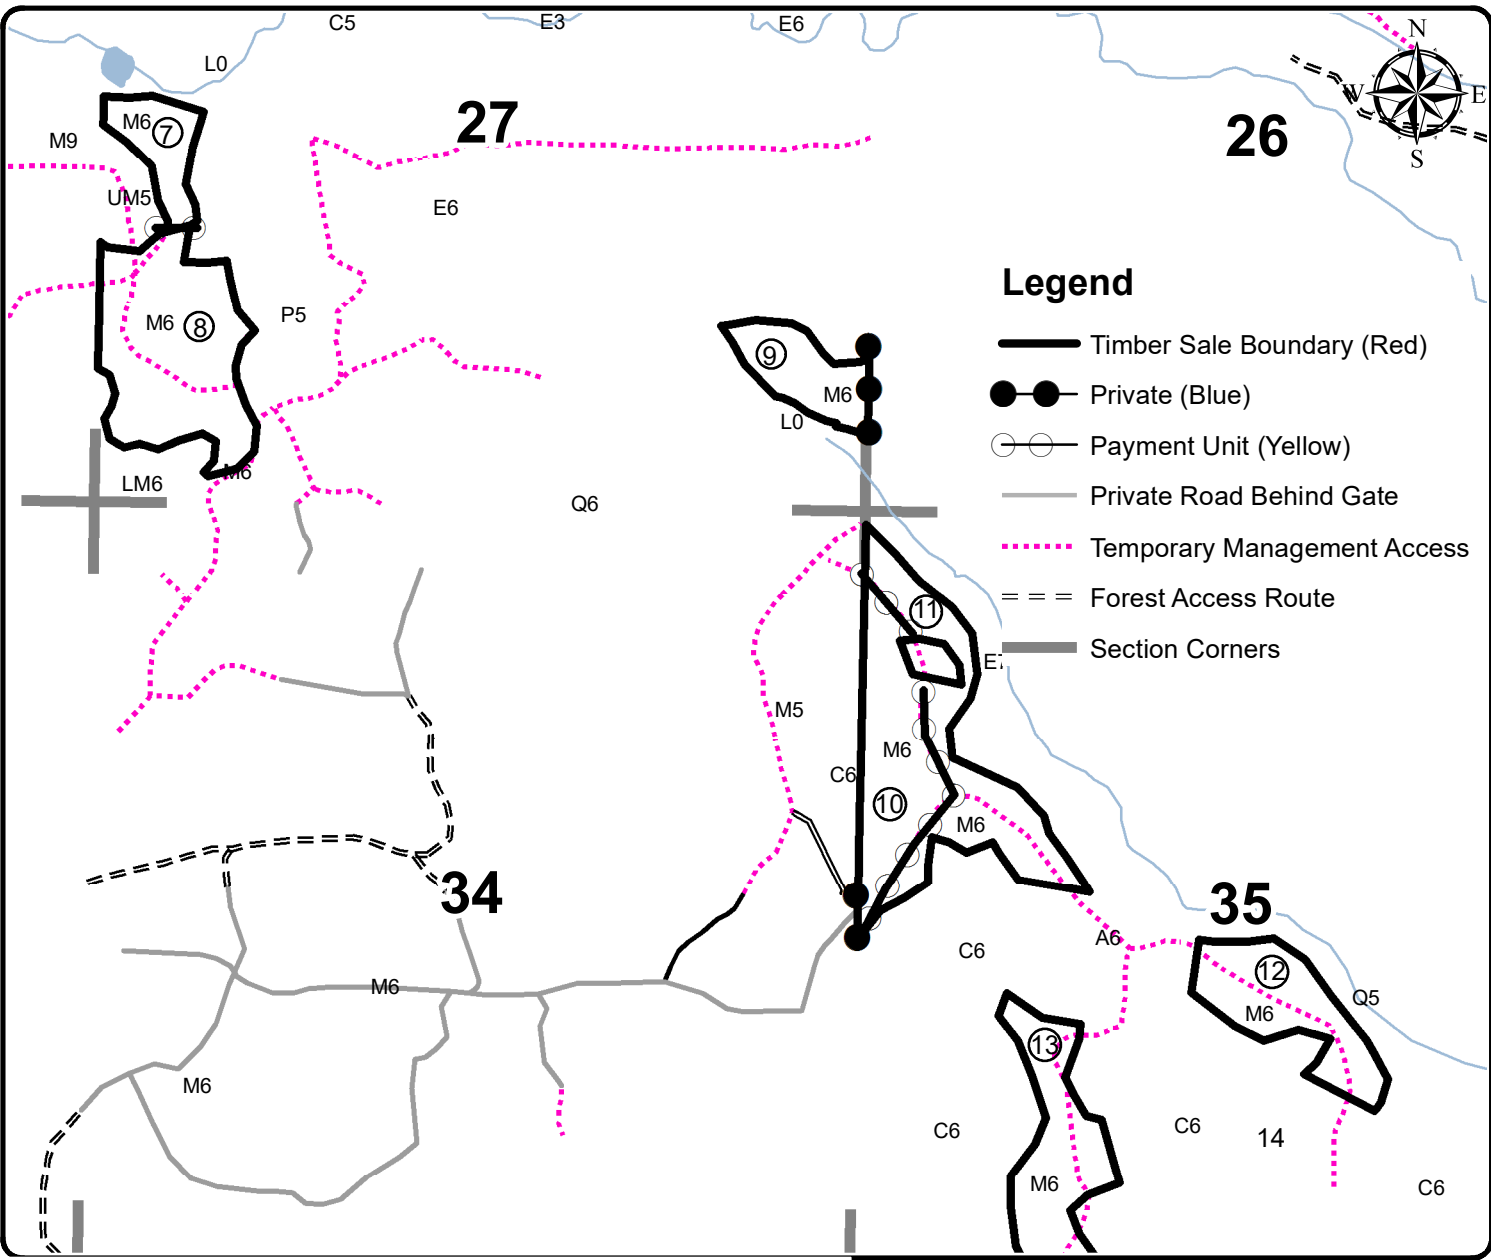 C5
E3
E6
N
L0
W
E
M6
7
27
26
M9
S
UM5
E6
Legend
P5
M6
8
9
Timber Sale Boundary (Red)
M6
Private (Blue)
L0
Payment Unit (Yellow)
M6
LM6
Q6
Private Road Behind Gate
Temporary Management Access
11
Forest Access Route
Section Corners
M5
M6
C6
10
M6
34
35
C6
A6
12
M6
Q5
M6
13
M6
C6
C6
14
M6
C6